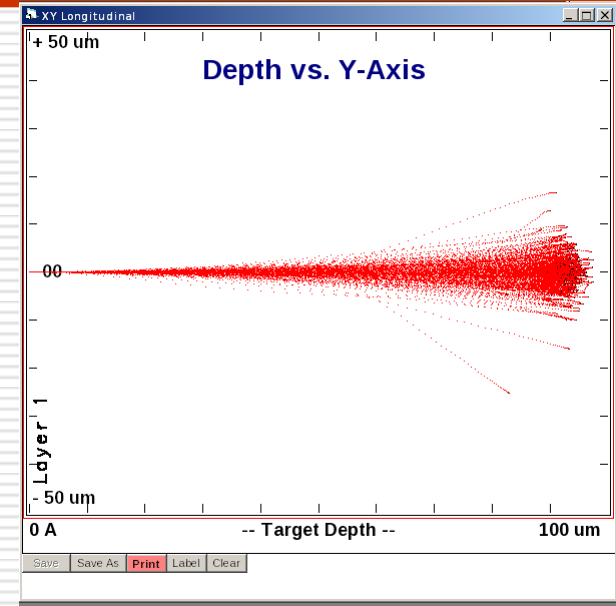 XY Longitudinal
+ 50 um
Depth vs. Y-Axis
00
Layer 1
- 50 um
0 A -- Target Depth -- 100 um
Save Save As Print Label Clear